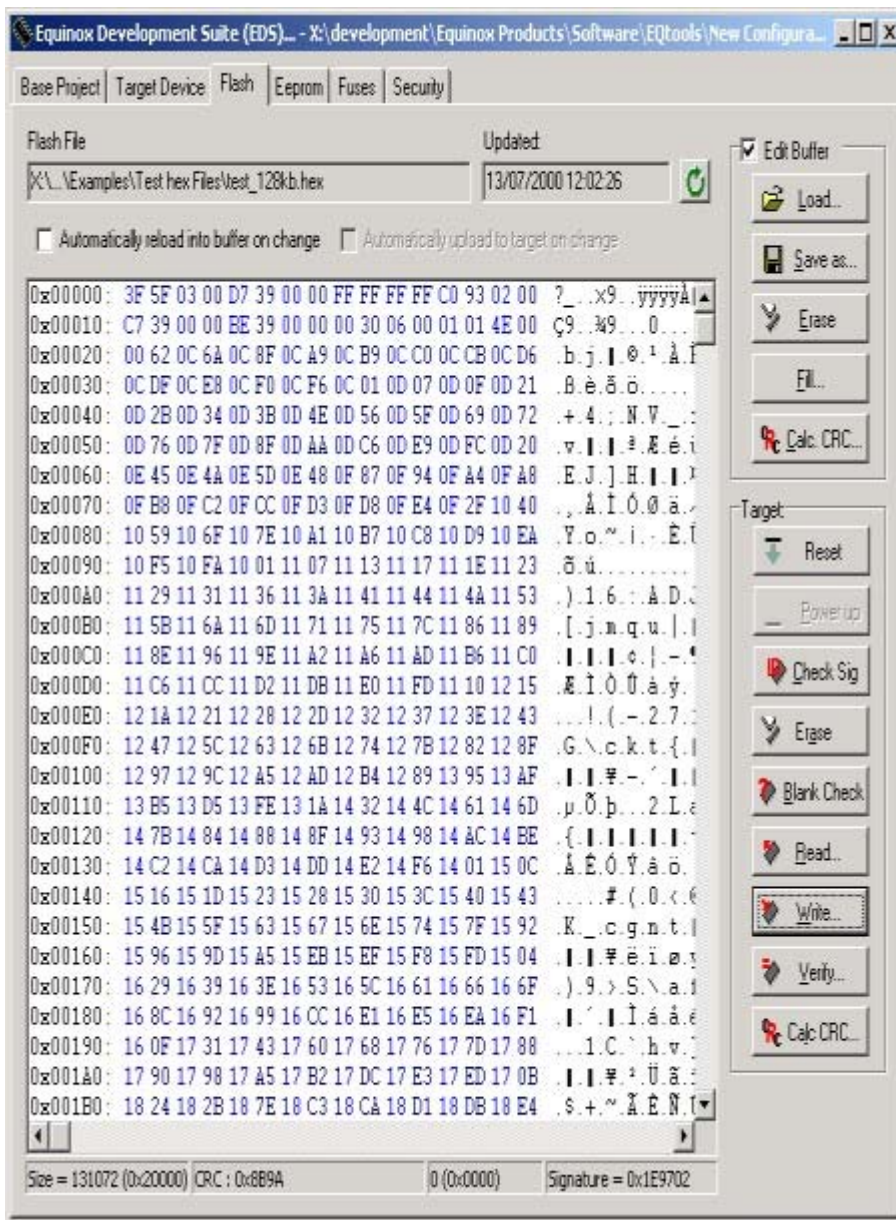 Equinox Development Suite (EDS)... - X:\development\Equinox Products\Software\EQtools\New Configura...
Base Project Target Device Flash Eeprom Fuses Security
Flash File Updated:
X:\...\Examples\Test hex Files\test_128kb.hex 13/07/2000 12:02:26
Automatically reload into buffer on change Automatically upload to target on change
0x00000: 3F 5F 03 00 D7 39 00 00 FF FF FF FF C0 93 02 00
0x00010: C7 39 00 00 BE 39 00 00 00 30 06 00 01 01 4E 00
0x00020: 00 62 0C 6A 0C 8F 0C A9 0C B9 0C C0 0C CB 0C D6
0x00030: 0C DF 0C E8 0C F0 0C F6 0C 01 0D 07 0D 0F 0D 21
0x00040: 0D 2B 0D 34 0D 3B 0D 4E 0D 56 0D 5F 0D 69 0D 72
0x00050: 0D 76 0D 7F 0D 8F 0D AA 0D C6 0D E9 0D FC 0D 20
0x00060: 0E 45 0E 4A 0E 5D 0E 48 0F 87 0F 94 0F A4 0F A8
0x00070: 0F B8 0F C2 0F CC 0F D3 0F D8 0F E4 0F 2F 10 40
0x00080: 10 59 10 6F 10 7E 10 A1 10 B7 10 C8 10 D9 10 EA
0x00090: 10 F5 10 FA 10 01 11 07 11 13 11 17 11 1E 11 23
0x000A0: 11 29 11 31 11 36 11 3A 11 41 11 44 11 4A 11 53
0x000B0: 11 5B 11 6A 11 6D 11 71 11 75 11 7C 11 86 11 89
0x000C0: 11 8E 11 96 11 9E 11 A2 11 A6 11 AD 11 B6 11 C0
0x000D0: 11 C6 11 CC 11 D2 11 DB 11 E0 11 FD 11 10 12 15
0x000E0: 12 1A 12 21 12 28 12 2D 12 32 12 37 12 3E 12 43
0x000F0: 12 47 12 5C 12 63 12 6B 12 74 12 7B 12 82 12 8F
0x00100: 12 97 12 9C 12 A5 12 AD 12 B4 12 89 13 95 13 AF
0x00110: 13 B5 13 D5 13 FE 13 1A 14 32 14 4C 14 61 14 6D
0x00120: 14 7B 14 84 14 88 14 8F 14 93 14 98 14 AC 14 BE
0x00130: 14 C2 14 CA 14 D3 14 DD 14 E2 14 F6 14 01 15 0C
0x00140: 15 16 15 1D 15 23 15 28 15 30 15 3C 15 40 15 43
0x00150: 15 4B 15 5F 15 63 15 67 15 6E 15 74 15 7F 15 92
0x00160: 15 96 15 9D 15 A5 15 EB 15 EF 15 F8 15 FD 15 04
0x00170: 16 29 16 39 16 3E 16 53 16 5C 16 61 16 66 16 6F
0x00180: 16 8C 16 92 16 99 16 CC 16 E1 16 E5 16 EA 16 F1
0x00190: 16 0F 17 31 17 43 17 60 17 68 17 76 17 7D 17 88
0x001A0: 17 90 17 98 17 A5 17 B2 17 DC 17 E3 17 ED 17 0B
0x001B0: 18 24 18 2B 18 7E 18 C3 18 CA 18 D1 18 DB 18 E4
Size = 131072 (0x20000) CRC : 0x8B9A 0 (0x0000) Signature = 0x1E9702
Edit Buffer
Load...
Save as...
Erase
Fill...
Calc. CRC...
Target
Reset
Power up
Check Sig
Erase
Blank Check
Read...
Write...
Verify...
Calc CRC...